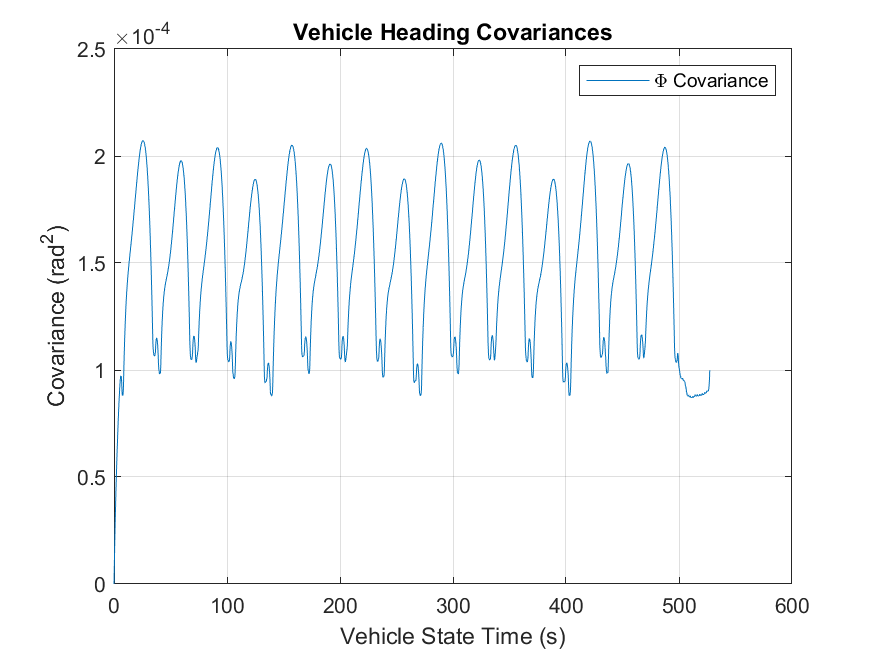 Vehicle Heading Covariances
×10-4
Φ Covariance
2.5
2
1.5
1
0.5
0
Covariance (rad2)
0 100 200 300 400 500 600
Vehicle State Time (s)